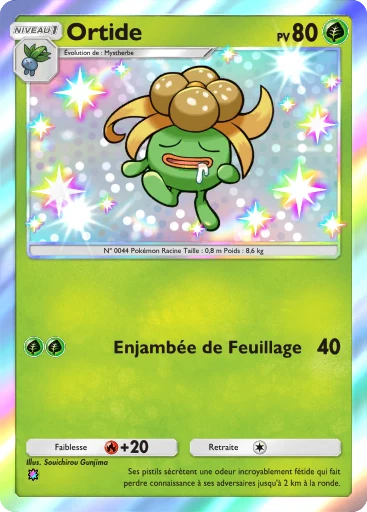 NIVEAU 1
Ortide
PV 80
Évolution de : Mystherbe
N° 0044 Pokémon Racine Taille : 0,8 m Poids : 8,6 kg
Enjambée de Feuillage 40
Faiblesse +20
Retraite
Illus. Souichirou Gunjima
Ses pistils sécrètent une odeur incroyablement fétide qui fait
perdre connaissance à ses adversaires jusqu'à 2 km à la ronde.